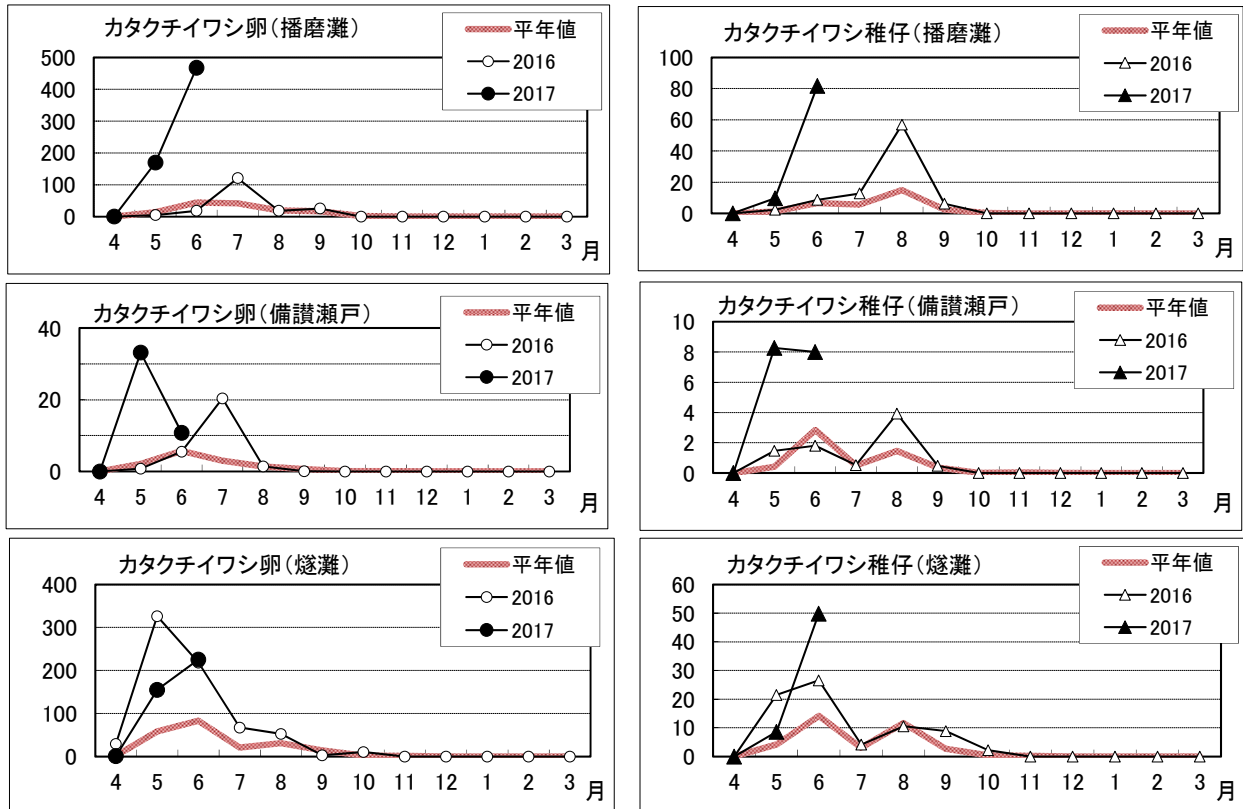 カタクチイワシ卵(播磨灘)
平年値
2016
2017
500
400
300
200
100
0
4 5 6 7 8 9 10 11 12 1 2 3 月
カタクチイワシ稚仔(播磨灘)
平年値
2016
2017
100
80
60
40
20
0
4 5 6 7 8 9 10 11 12 1 2 3 月
カタクチイワシ卵(備讃瀬戸)
平年値
2016
2017
40
20
0
4 5 6 7 8 9 10 11 12 1 2 3 月
カタクチイワシ稚仔(備讃瀬戸)
平年値
2016
2017
10
8
6
4
2
0
4 5 6 7 8 9 10 11 12 1 2 3 月
カタクチイワシ卵(燧灘)
平年値
2016
2017
400
300
200
100
0
4 5 6 7 8 9 10 11 12 1 2 3 月
カタクチイワシ稚仔(燧灘)
平年値
2016
2017
60
50
40
30
20
10
0
4 5 6 7 8 9 10 11 12 1 2 3 月